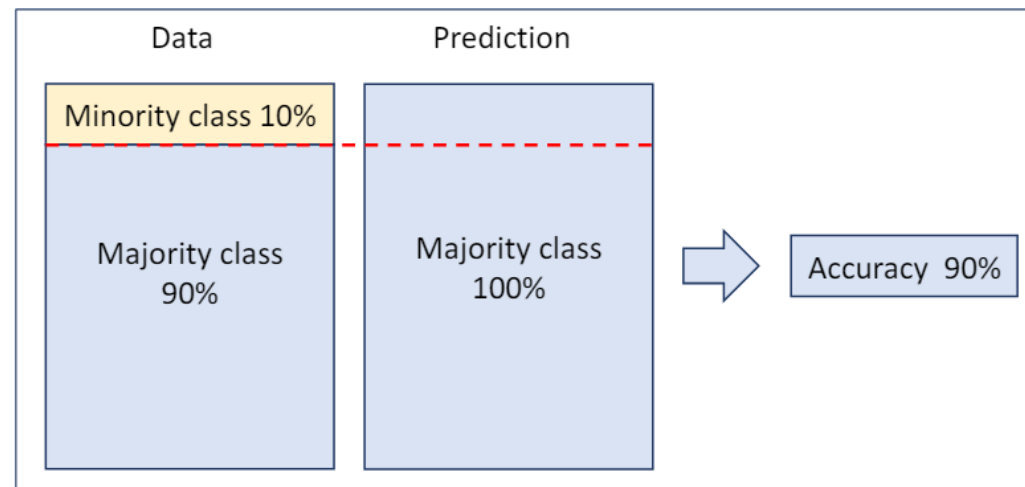 Data
Prediction
Minority class 10%
Majority class
90%
Majority class
100%
Accuracy 90%